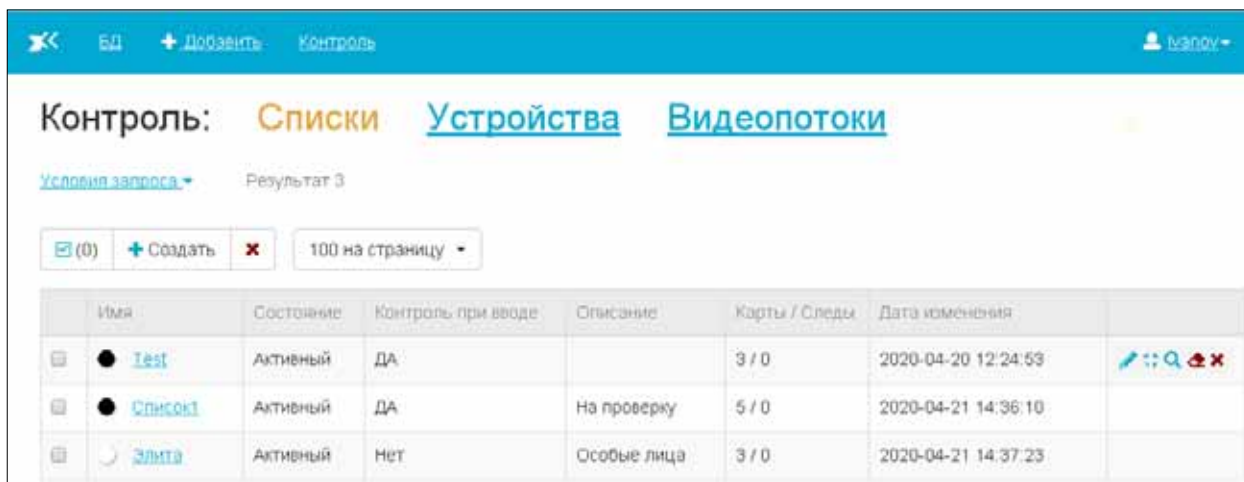 БД + Добавить Контроль Ivanov
Контроль: Списки Устройства Видеопотоки
Условия запроса Результат 3
(0) + Создать 100 на страницу
Имя Состояние Контроль при вводе Описание Карты / Следы Дата изменения
Test Активный ДА 3 / 0 2020-04-20 12:24:53
Список1 Активный ДА На проверку 5 / 0 2020-04-21 14:36:10
Элита Активный Нет Особые лица 3 / 0 2020-04-21 14:37:23